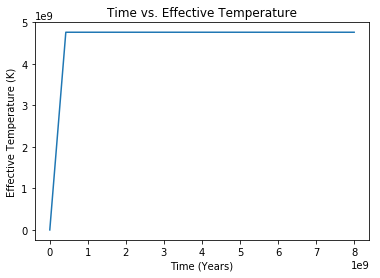 Time vs. Effective Temperature
1e9
5
4
3
2
1
0
Effective Temperature (K)
0 1 2 3 4 5 6 7 8
1e9
Time (Years)